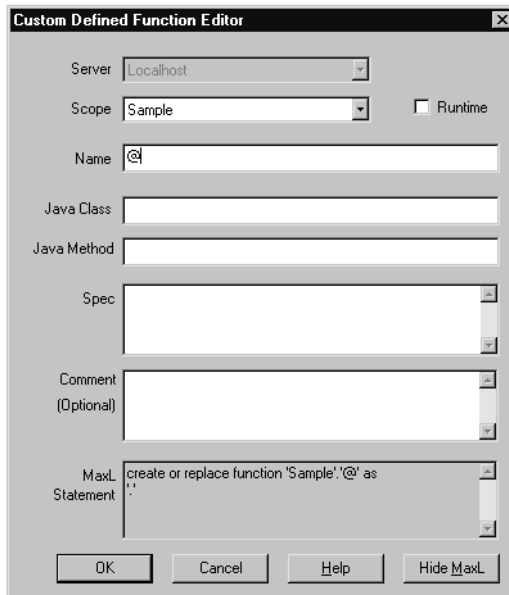 Custom Defined Function Editor
Server Localhost
Scope Sample Runtime
Name @
Java Class
Java Method
Spec
Comment
(Optional)
MaxL
Statement
create or replace function 'Sample'.'@' as
'.'
OK Cancel Help Hide MaxL